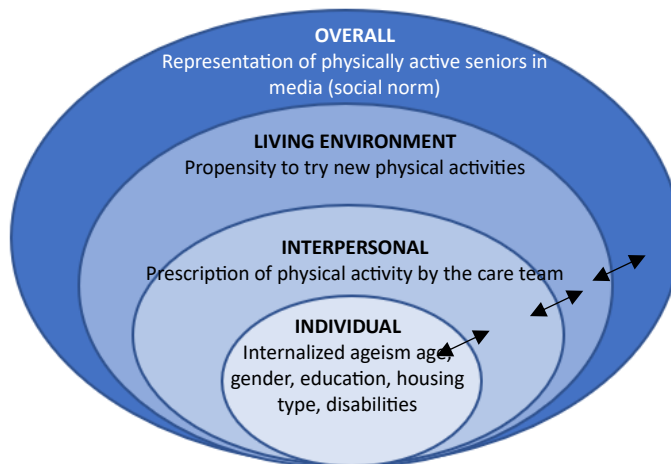 OVERALL
Representation of physically active seniors in
media (social norm)
LIVING ENVIRONMENT
Propensity to try new physical activities
INTERPERSONAL
Prescription of physical activity by the care team
INDIVIDUAL
Internalized ageism age,
gender, education, housing
type, disabilities